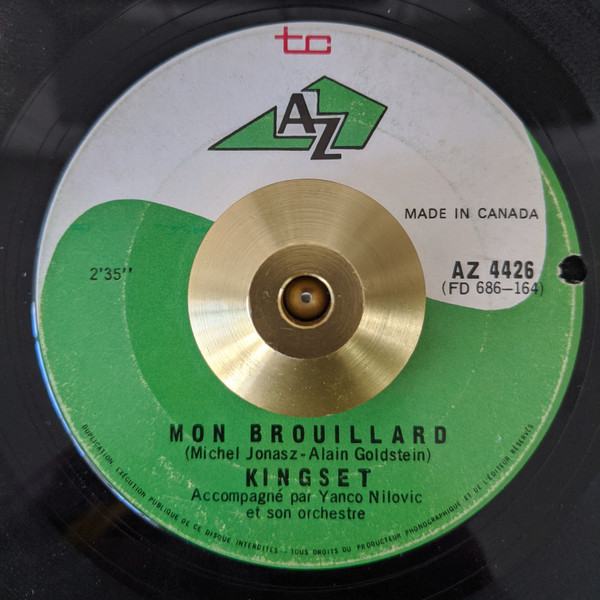 tc
AZ
MADE IN CANADA
2'35''
AZ 4426
(FD 686-164)
MON BROUILLARD
(Michel Jonasz-Alain Goldstein)
KINGSET
Accompagné par Yanco Nilovic
et son orchestre
DUPLICATION EXÉCUTION PUBLIQUE DE CE DISQUE INTERDITES - TOUS DROITS DU PRODUCTEUR PHONOGRAPHIQUE ET DE L'ÉDITEUR RÉSERVÉS